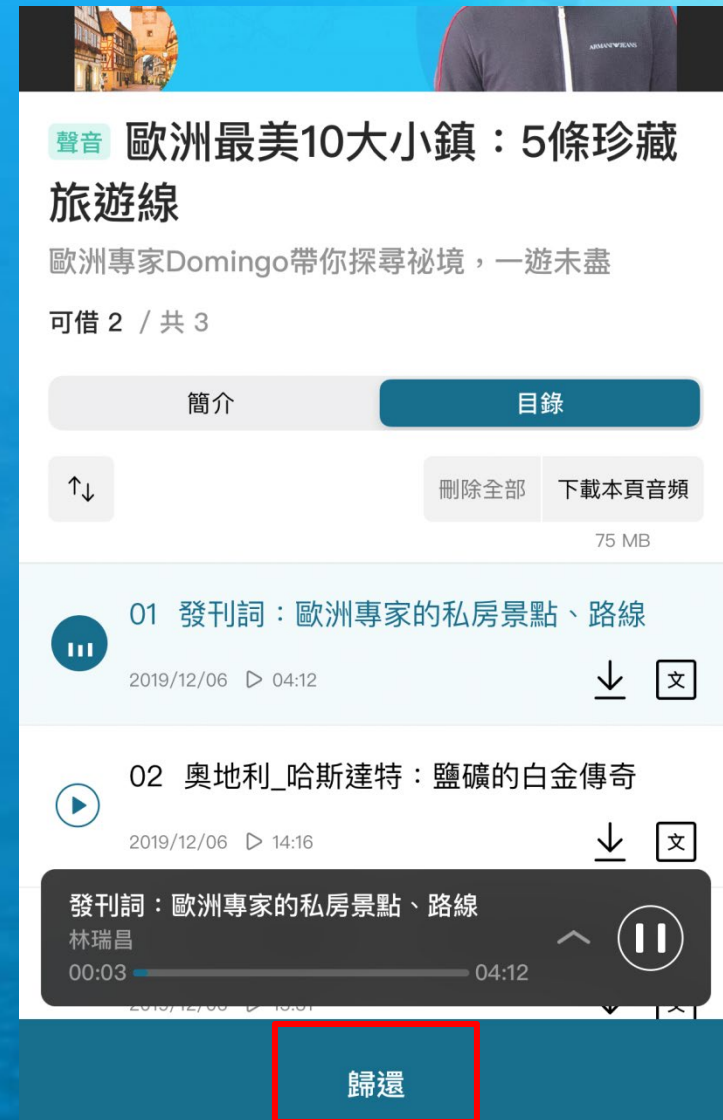 ARMANI JEANS
聲音 歐洲最美10大小鎮：5條珍藏
旅遊線
歐洲專家Domingo帶你探尋祕境，一遊未盡
可借 2 / 共 3
簡介 目錄
刪除全部 下載本頁音頻
75 MB
01 發刊詞：歐洲專家的私房景點、路線
2019/12/06 04:12 文
02 奧地利_哈斯達特：鹽礦的白金傳奇
2019/12/06 14:16 文
發刊詞：歐洲專家的私房景點、路線
林瑞昌
00:03 04:12
歸還